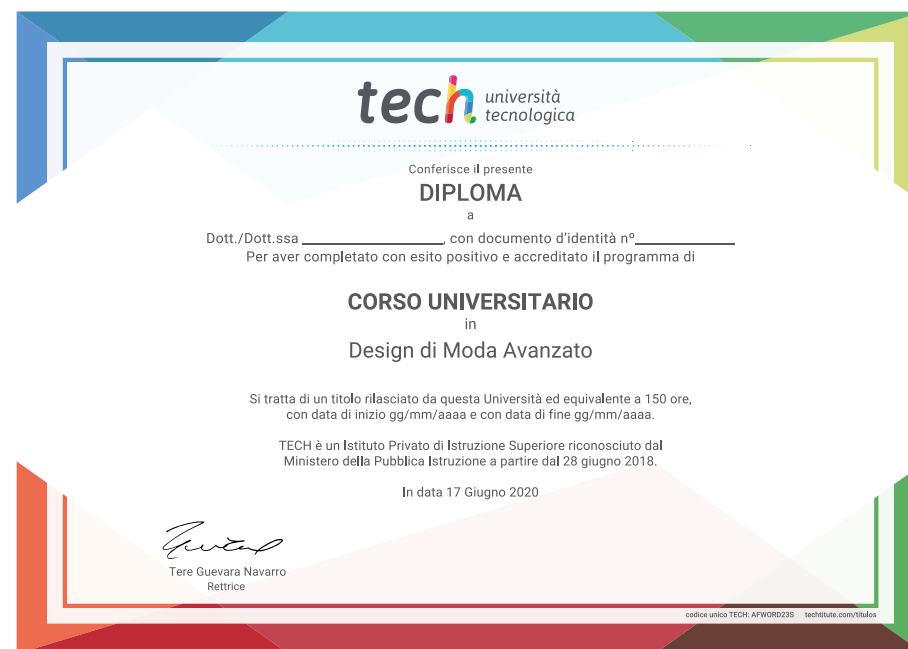 tech università
tecnologica
Conferisce il presente
DIPLOMA
a
Dott./Dott.ssa ____________________, con documento d'identità nº______________
Per aver completato con esito positivo e accreditato il programma di
CORSO UNIVERSITARIO
in
Design di Moda Avanzato
Si tratta di un titolo rilasciato da questa Università ed equivalente a 150 ore,
con data di inizio gg/mm/aaaa e con data di fine gg/mm/aaaa.
TECH è un Istituto Privato di Istruzione Superiore riconosciuto dal
Ministero della Pubblica Istruzione a partire dal 28 giugno 2018.
In data 17 Giugno 2020
Tere Guevara Navarro
Rettrice
codice unico TECH: AFWORD23S techtitute.com/titulos